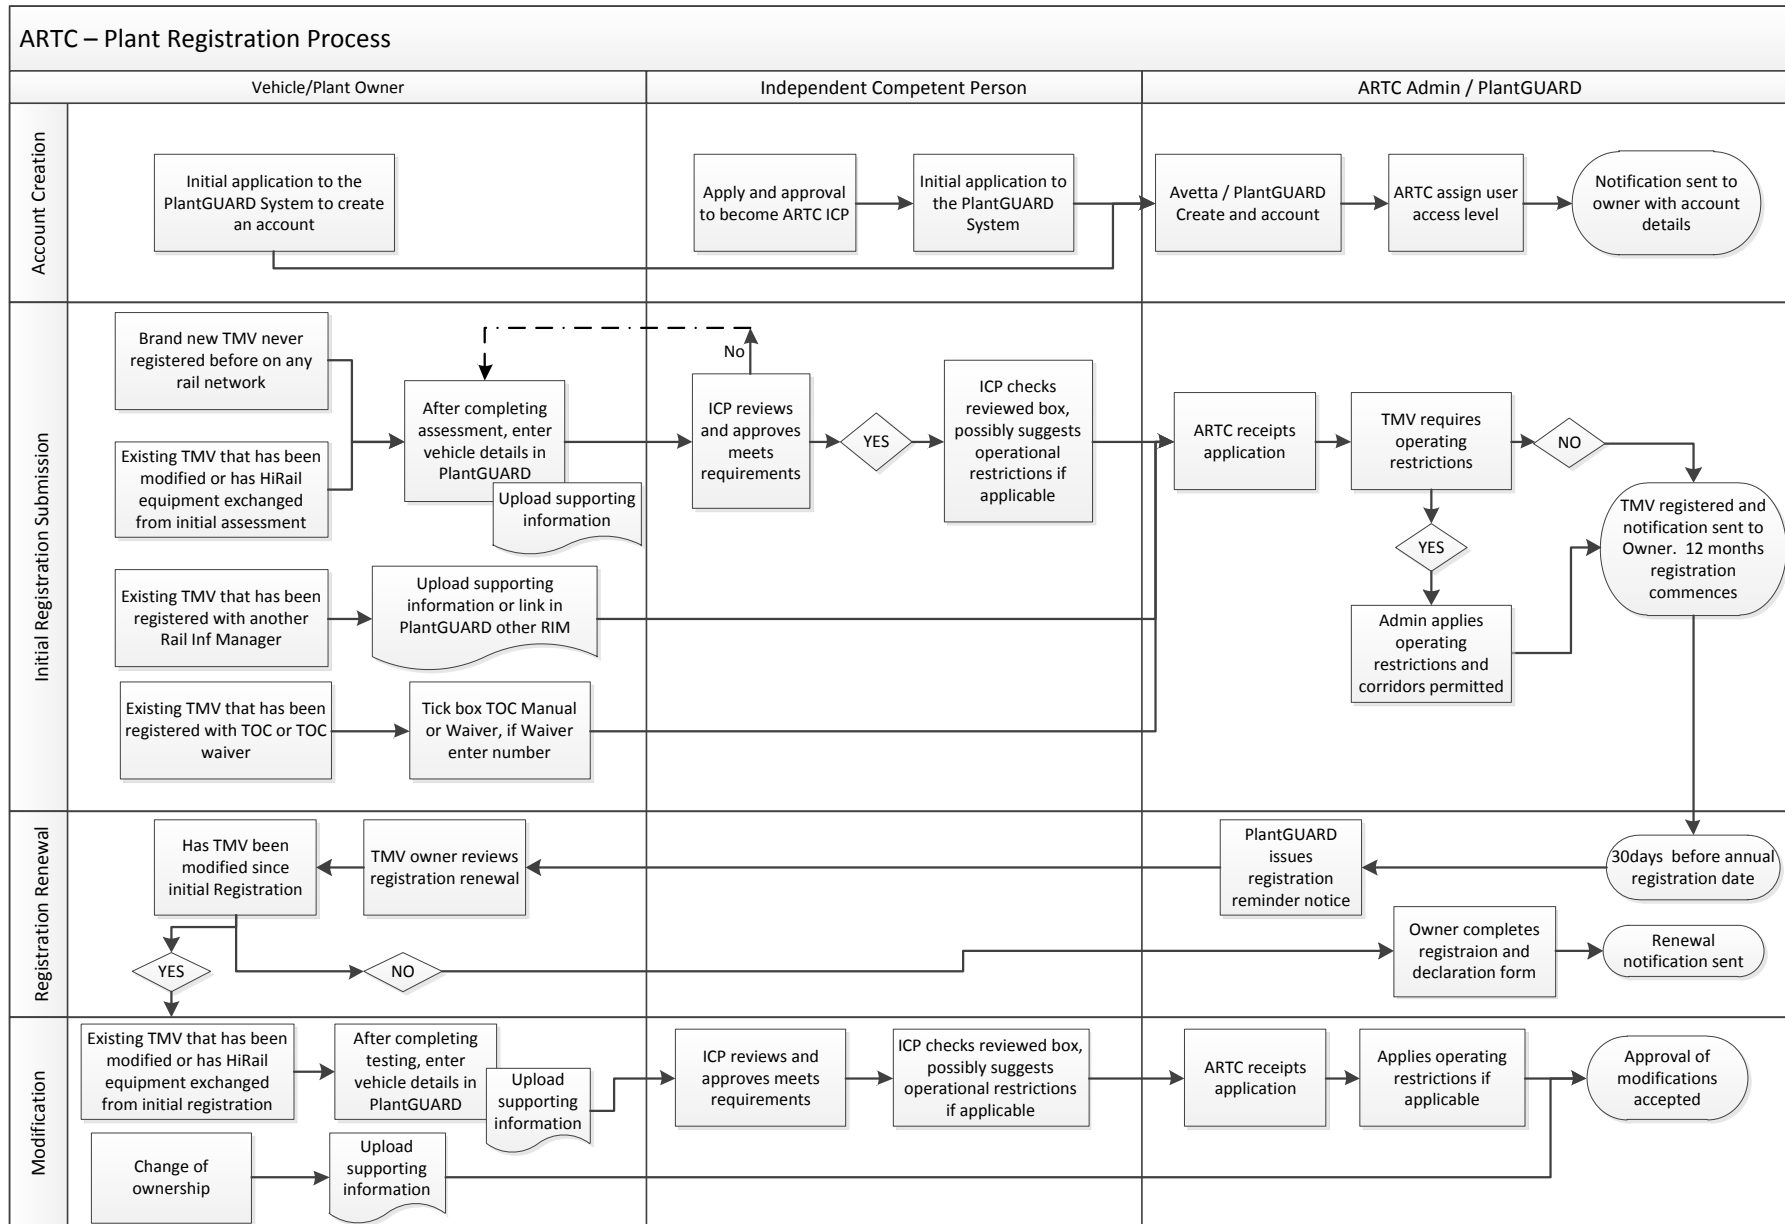 ARTC – Plant Registration Process
Vehicle/Plant Owner
Independent Competent Person
ARTC Admin / PlantGUARD
Account Creation
Initial application to the
PlantGUARD System to create
an account
Apply and approval
to become ARTC ICP
Initial application to
the PlantGUARD
System
Avetta / PlantGUARD
Create and account
ARTC assign user
access level
Notification sent to
owner with account
details
Initial Registration Submission
Brand new TMV never
registered before on any
rail network
Existing TMV that has been
modified or has HiRail
equipment exchanged
from initial assessment
After completing
assessment, enter
vehicle details in
PlantGUARD
Upload supporting
information
No
ICP reviews
and approves
meets
requirements
YES
ICP checks
reviewed box,
possibly suggests
operational
restrictions if
applicable
ARTC receipts
application
TMV requires
operating
restrictions
NO
YES
Admin applies
operating
restrictions and
corridors permitted
TMV registered and
notification sent to
Owner.  12 months
registration
commences
Existing TMV that has been
registered with another
Rail Inf Manager
Upload supporting
information or link in
PlantGUARD other RIM
Existing TMV that has been
registered with TOC or TOC
waiver
Tick box TOC Manual
or Waiver, if Waiver
enter number
Registration Renewal
Has TMV been
modified since
initial Registration
TMV owner reviews
registration renewal
PlantGUARD
issues
registration
reminder notice
30days  before annual
registration date
YES
NO
Owner completes
registraion and
declaration form
Renewal
notification sent
Modification
Existing TMV that has been
modified or has HiRail
equipment exchanged
from initial registration
After completing
testing, enter
vehicle details in
PlantGUARD
Upload
supporting
information
ICP reviews and
approves meets
requirements
ICP checks reviewed box,
possibly suggests
operational restrictions
if applicable
ARTC receipts
application
Applies operating
restrictions if
applicable
Approval of
modifications
accepted
Change of
ownership
Upload
supporting
information